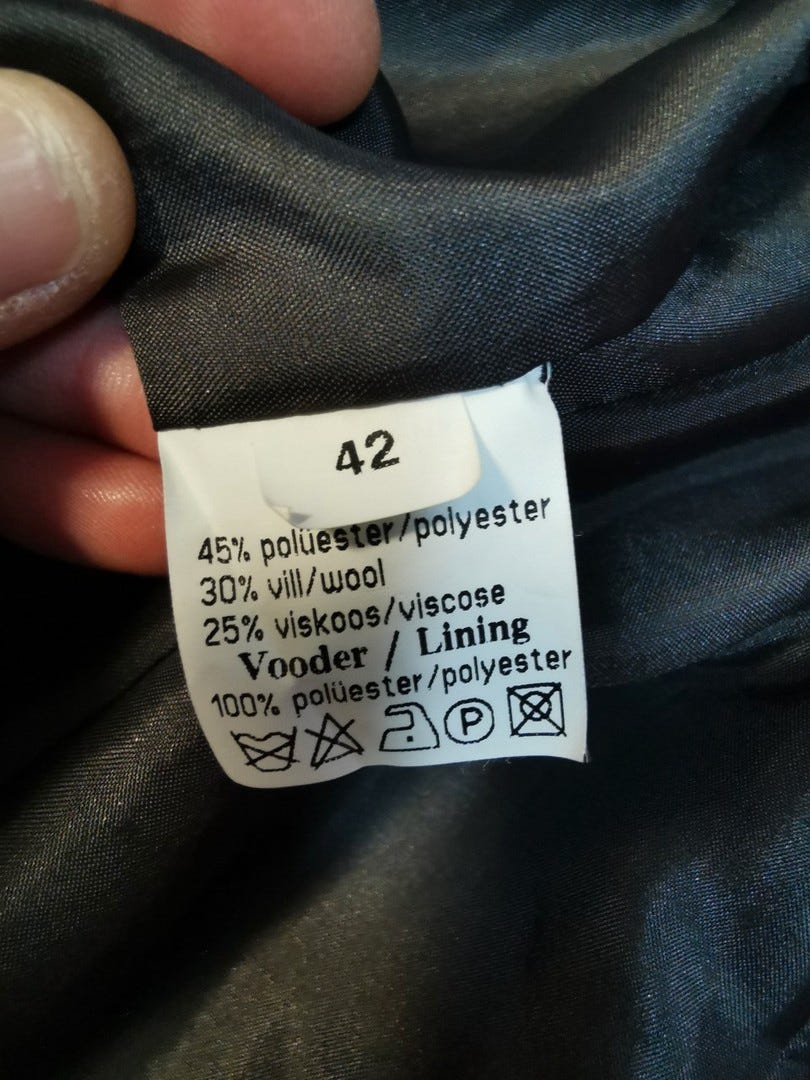 42
45% polüester/polyester
30% vill/wool
25% viskoos/viscose
Vooder / Lining
100% polüester/polyester
P